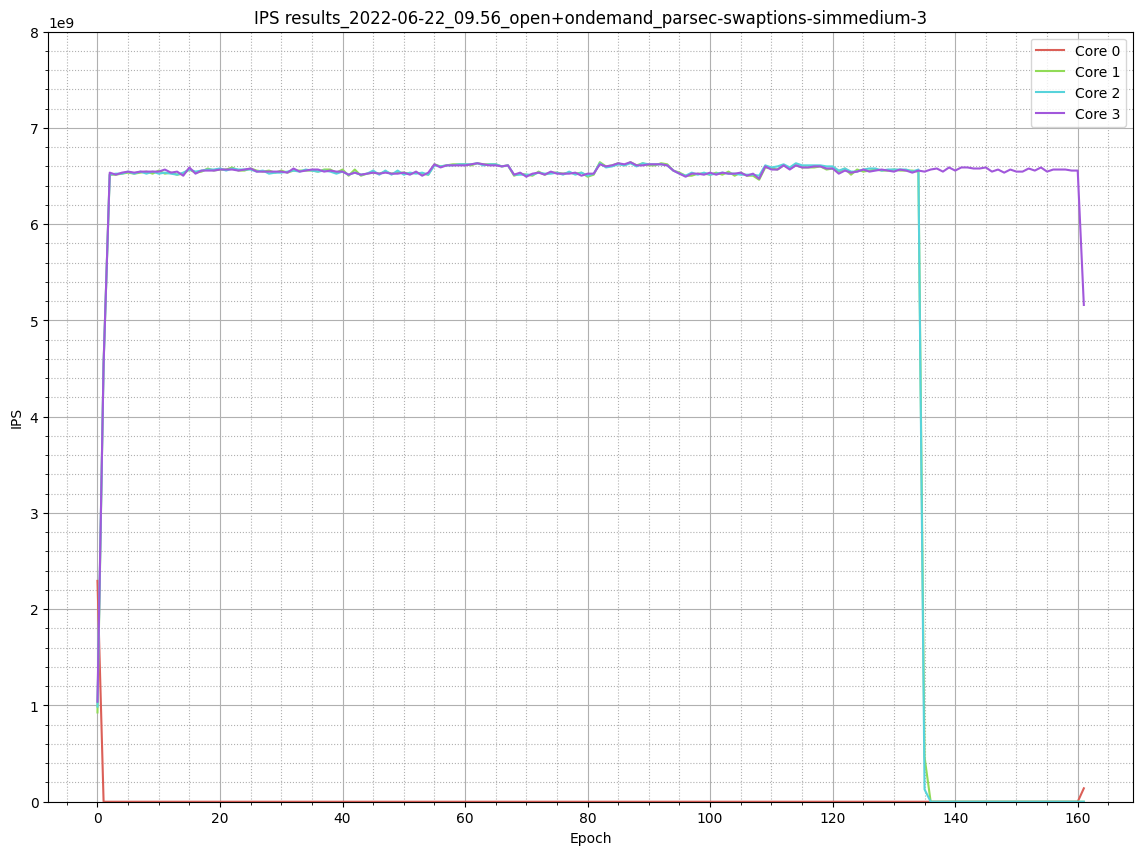 IPS results_2022-06-22_09.56_open+ondemand_parsec-swaptions-simmedium-3
1e9
8
7
6
5
4
3
2
1
0
IPS
0 20 40 60 80 100 120 140 160
Epoch
Core 0
Core 1
Core 2
Core 3